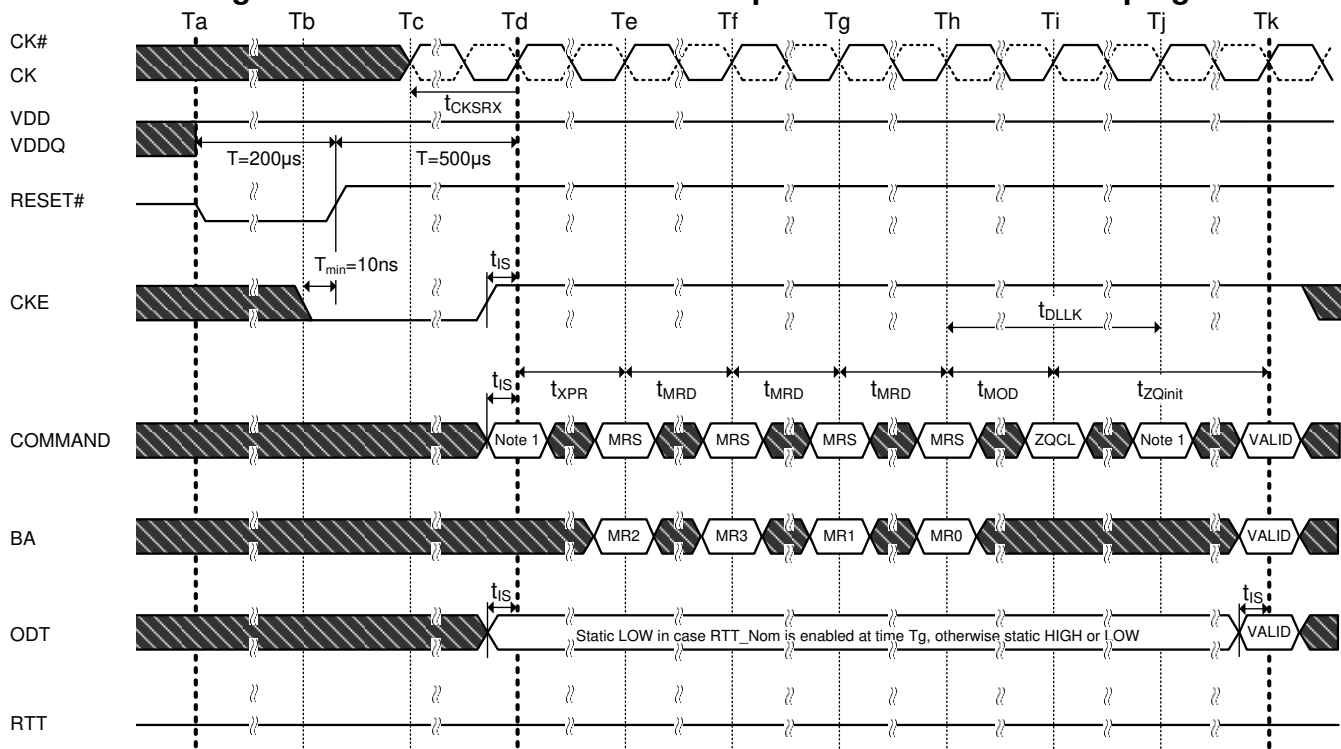 Ta Tb Tc Td Te Tf Tg Th Ti Tj Tk
CK#
CK
tCKSRX
VDD
VDDQ
T=200µs T=500µs
RESET#
Tmin=10ns tIS
CKE
tDLLK
tIS tXPR tMRD tMRD tMRD tMOD tZQinit
COMMAND Note 1 MRS MRS MRS MRS ZQCL Note 1 VALID
BA MR2 MR3 MR1 MR0 VALID
tIS tIS
ODT Static LOW in case RTT_Nom is enabled at time Tg, otherwise static HIGH or LOW VALID
RTT